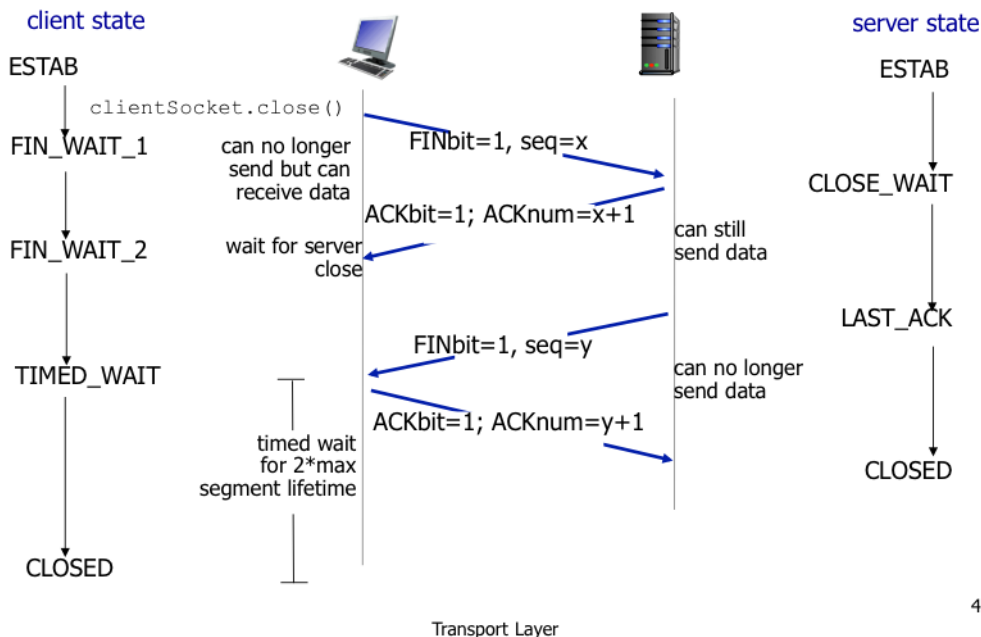 client state
server state
ESTAB
ESTAB
clientSocket.close()
FIN_WAIT_1
can no longer
send but can
receive data
FINbit=1, seq=x
CLOSE_WAIT
ACKbit=1; ACKnum=x+1
FIN_WAIT_2
wait for server
close
can still
send data
LAST_ACK
FINbit=1, seq=y
TIMED_WAIT
can no longer
send data
ACKbit=1; ACKnum=y+1
timed wait
for 2*max
segment lifetime
CLOSED
CLOSED
4
Transport Layer